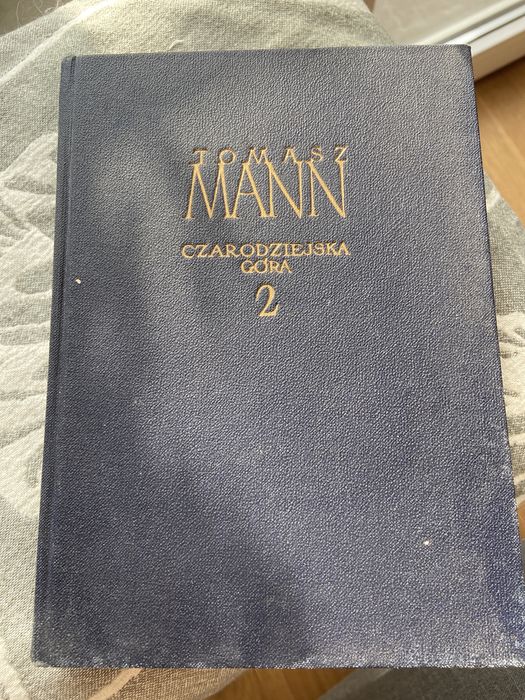 TOMASZ
MANN
CZARODZIEJSKA
GÓRA
2